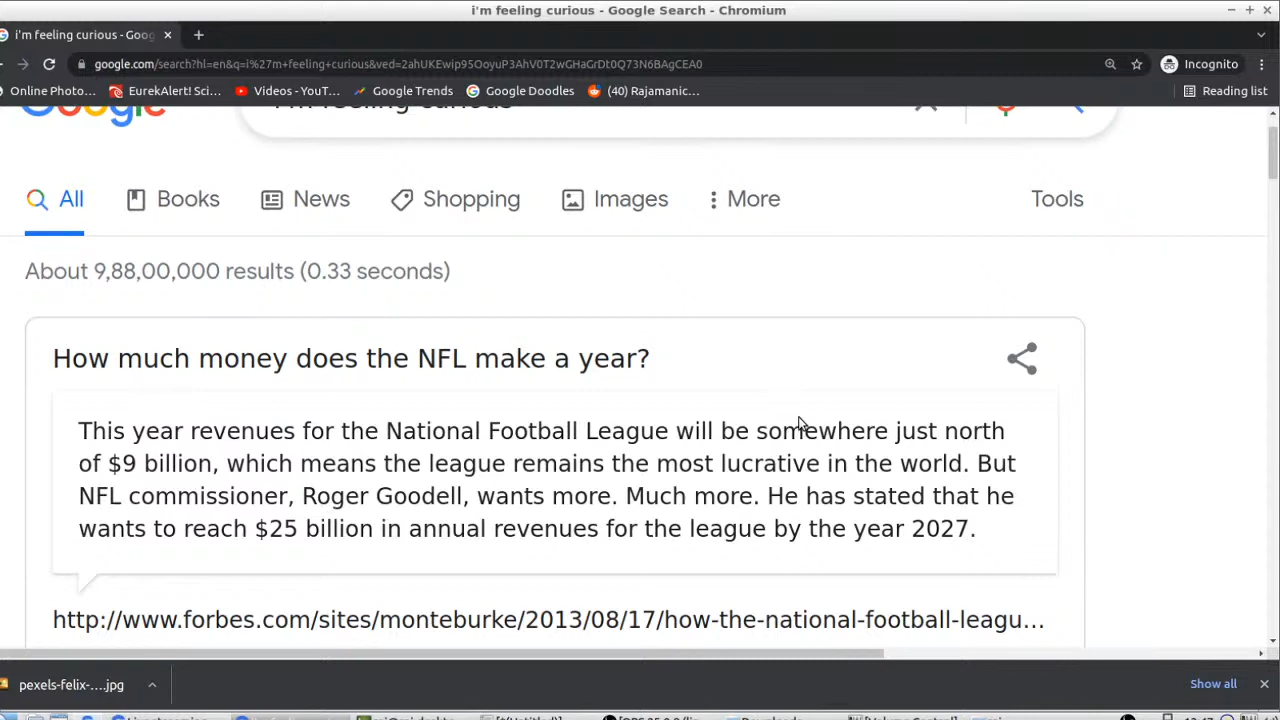 i'm feeling curious - Google Search - Chromium
i'm feeling curious - Goog
google.com/search?hl=en&q=i%27m+feeling+curious&ved=2ahUKEwip95OoyuP3AhV0T2wGHaGrDt0Q73N6BAgCEA0
Incognito
Online Photo… EurekAlert! Sci… Videos - YouT… Google Trends Google Doodles (40) Rajamanic… Reading list
Google i'm feeling curious
All Books News Shopping Images More Tools
About 9,88,00,000 results (0.33 seconds)
How much money does the NFL make a year?
This year revenues for the National Football League will be somewhere just north
of $9 billion, which means the league remains the most lucrative in the world. But
NFL commissioner, Roger Goodell, wants more. Much more. He has stated that he
wants to reach $25 billion in annual revenues for the league by the year 2027.
http://www.forbes.com/sites/monteburke/2013/08/17/how-the-national-football-leagu...
pexels-felix-....jpg
Show all